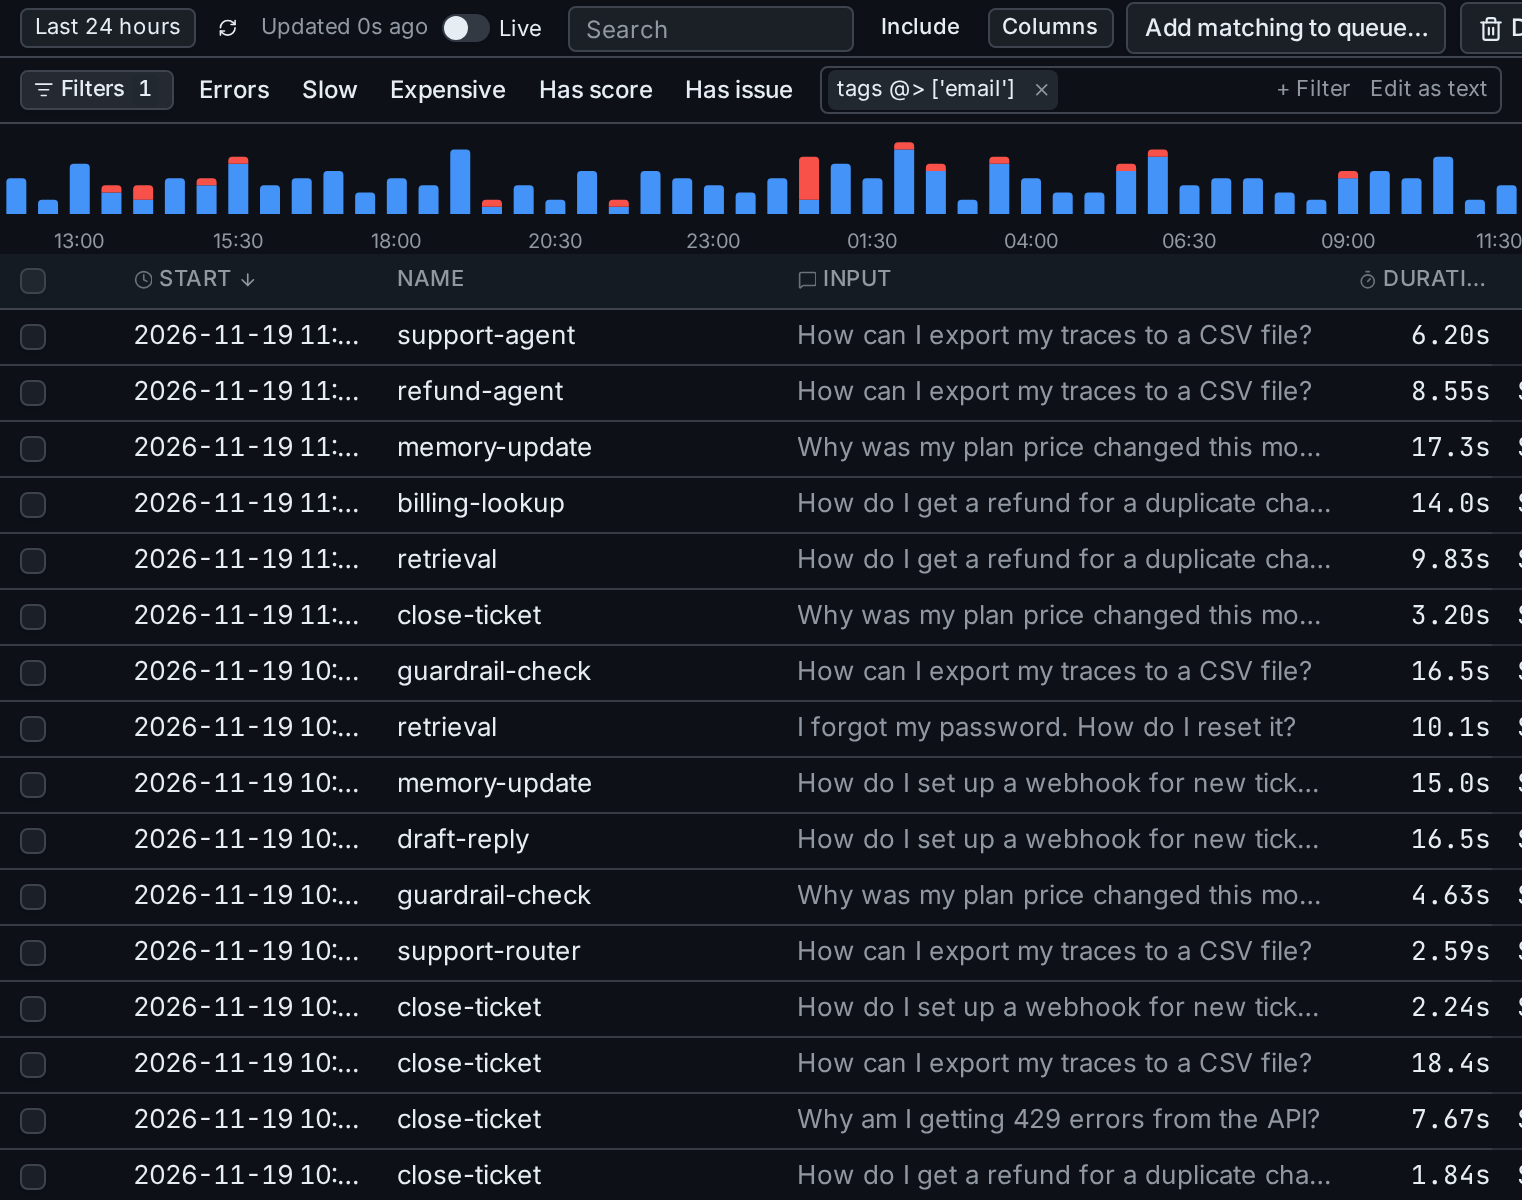 Last 24 hours Updated 0s ago Live Search Include Columns Add matching to queue...
Filters 1 Errors Slow Expensive Has score Has issue tags @> ['email'] × + Filter Edit as text
13:00 15:30 18:00 20:30 23:00 01:30 04:00 06:30 09:00 11:30
START ↓ NAME INPUT DURATI...
2026-11-19 11:... support-agent How can I export my traces to a CSV file? 6.20s
2026-11-19 11:... refund-agent How can I export my traces to a CSV file? 8.55s
2026-11-19 11:... memory-update Why was my plan price changed this mo... 17.3s
2026-11-19 11:... billing-lookup How do I get a refund for a duplicate cha... 14.0s
2026-11-19 11:... retrieval How do I get a refund for a duplicate cha... 9.83s
2026-11-19 11:... close-ticket Why was my plan price changed this mo... 3.20s
2026-11-19 10:... guardrail-check How can I export my traces to a CSV file? 16.5s
2026-11-19 10:... retrieval I forgot my password. How do I reset it? 10.1s
2026-11-19 10:... memory-update How do I set up a webhook for new tick... 15.0s
2026-11-19 10:... draft-reply How do I set up a webhook for new tick... 16.5s
2026-11-19 10:... guardrail-check Why was my plan price changed this mo... 4.63s
2026-11-19 10:... support-router How can I export my traces to a CSV file? 2.59s
2026-11-19 10:... close-ticket How do I set up a webhook for new tick... 2.24s
2026-11-19 10:... close-ticket How can I export my traces to a CSV file? 18.4s
2026-11-19 10:... close-ticket Why am I getting 429 errors from the API? 7.67s
2026-11-19 10:... close-ticket How do I get a refund for a duplicate cha... 1.84s